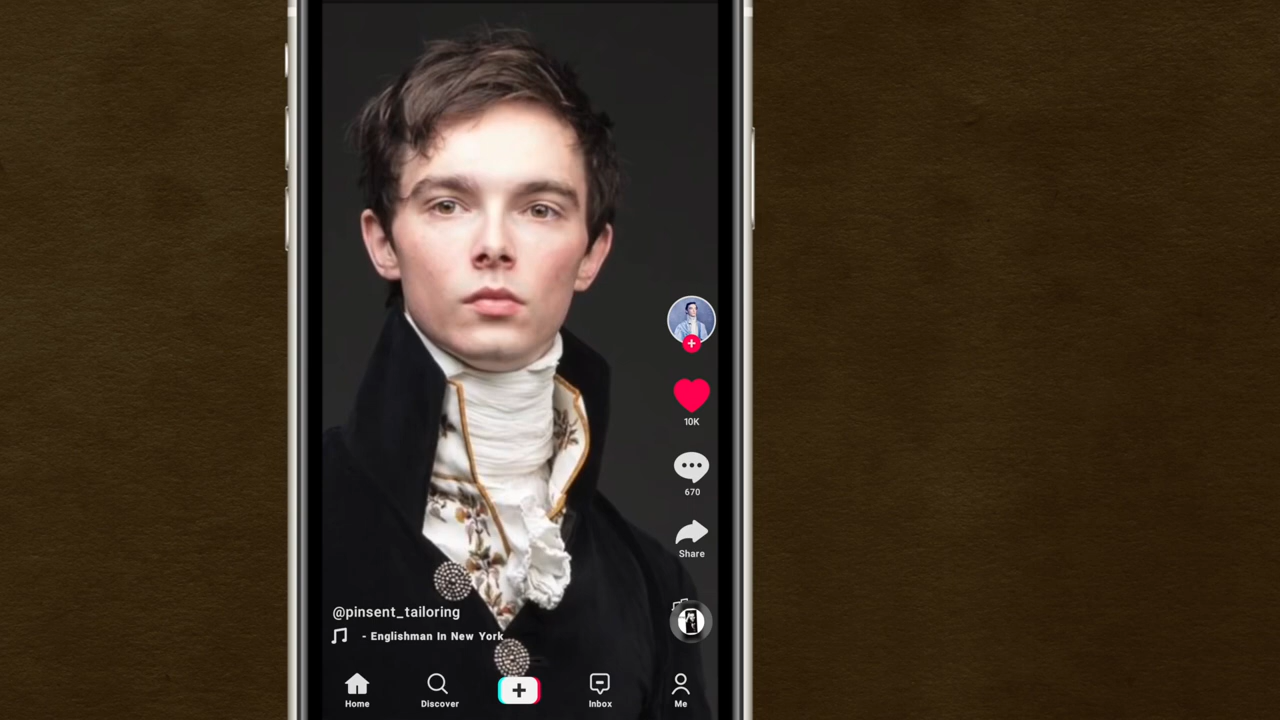 10K
670
Share
@pinsent_tailoring
- Englishman In New York
Home
Discover
Inbox
Me